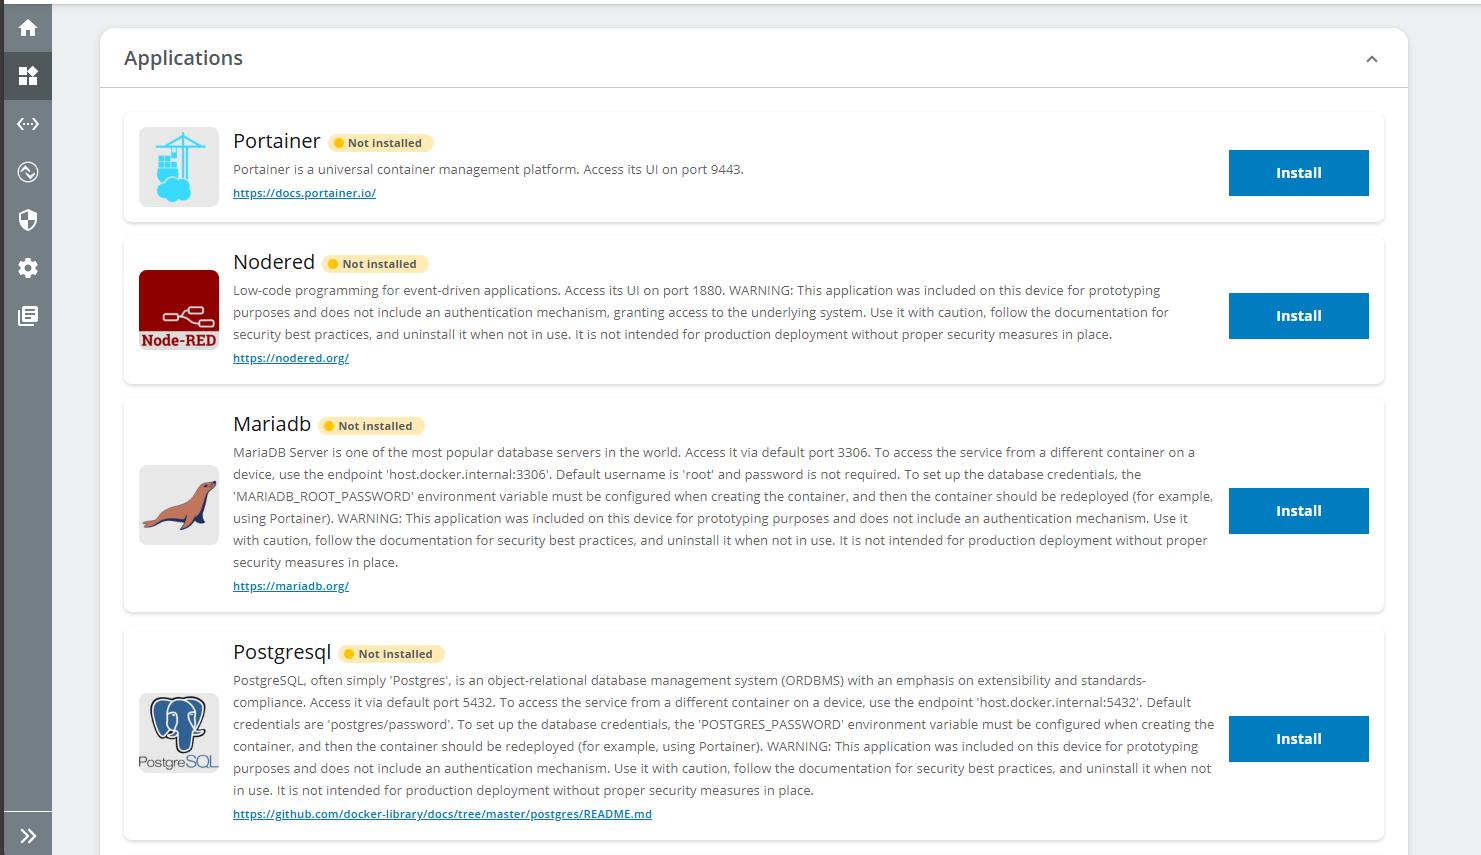 Applications
Portainer Not installed
Portainer is a universal container management platform. Access its UI on port 9443.
https://docs.portainer.io/
Install
Nodered Not installed
Low-code programming for event-driven applications. Access its UI on port 1880. WARNING: This application was included on this device for prototyping
purposes and does not include an authentication mechanism, granting access to the underlying system. Use it with caution, follow the documentation for
security best practices, and uninstall it when not in use. It is not intended for production deployment without proper security measures in place.
https://nodered.org/
Node-RED
Install
Mariadb Not installed
MariaDB Server is one of the most popular database servers in the world. Access it via default port 3306. To access the service from a different container on a
device, use the endpoint 'host.docker.internal:3306'. Default username is 'root' and password is not required. To set up the database credentials, the
'MARIADB_ROOT_PASSWORD' environment variable must be configured when creating the container, and then the container should be redeployed (for example,
using Portainer). WARNING: This application was included on this device for prototyping purposes and does not include an authentication mechanism. Use it
with caution, follow the documentation for security best practices, and uninstall it when not in use. It is not intended for production deployment without proper
security measures in place.
https://mariadb.org/
Install
Postgresql Not installed
PostgreSQL, often simply 'Postgres', is an object-relational database management system (ORDBMS) with an emphasis on extensibility and standards-
compliance. Access it via default port 5432. To access the service from a different container on a device, use the endpoint 'host.docker.internal:5432'. Default
credentials are 'postgres/password'. To set up the database credentials, the 'POSTGRES_PASSWORD' environment variable must be configured when creating the
container, and then the container should be redeployed (for example, using Portainer). WARNING: This application was included on this device for prototyping
purposes and does not include an authentication mechanism. Use it with caution, follow the documentation for security best practices, and uninstall it when not
in use. It is not intended for production deployment without proper security measures in place.
https://github.com/docker-library/docs/tree/master/postgres/README.md
PostgreSQL
Install